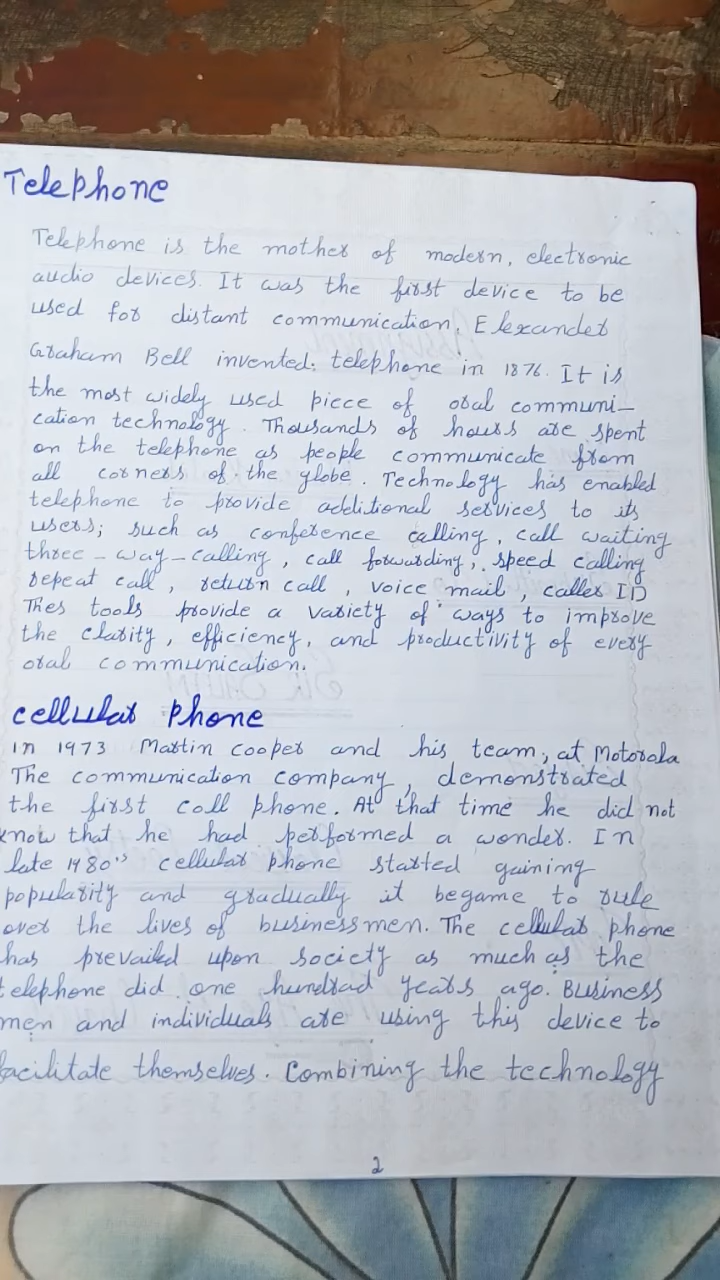 Telephone
Telephone is the mother of modern, electronic
audio devices. It was the first device to be
used for distant communication. Elexander
Graham Bell invented. telephone in 1876. It is
the most widely used piece of oral communi-
cation technology. Thousands of hours are spent
on the telephone as people communicate from
all corners of the globe. Technology has enabled
telephone to provide additional services to its
users; such as conference calling, call waiting
three-way-calling, call forwarding, speed calling
repeat call, return call, voice mail, caller ID
Thes tools provide a variety of ways to improve
the clarity, efficiency, and productivity of every
oral communication.
Cellular Phone
In 1973 Martin cooper and his team, at Motorola
The communication company, demonstrated
the first coll phone. At that time he did not
know that he had performed a wonder. In
late 1980's cellular phone started gaining
popularity and gradually it begame to rule
over the lives of businessmen. The cellular phone
has prevailed upon society as much as the
telephone did one hundrad years ago. Business
men and individuals are using this device to
facilitate themselves. Combining the technology
2